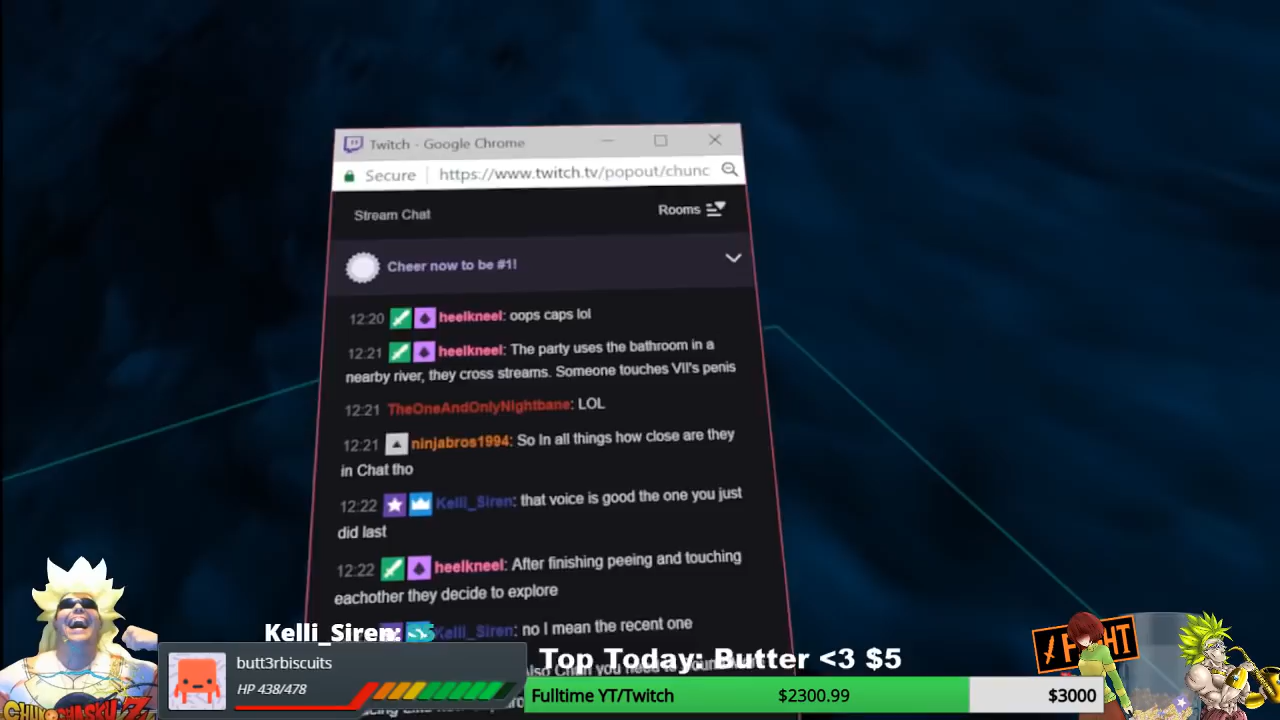 Twitch - Google Chrome
Secure https://www.twitch.tv/popout/chunc
Stream Chat Rooms
Cheer now to be #1!
12:20 heelkneel: oops caps lol
12:21 heelkneel: The party uses the bathroom in a
nearby river, they cross streams. Someone touches VII's penis
12:21 TheOneAndOnlyNightbane: LOL
12:21 ninjabros1994: So In all things how close are they
in Chat tho
12:22 Kelli_Siren: that voice is good the one you just
did last
12:22 heelkneel: After finishing peeing and touching
eachother they decide to explore
Kelli_Siren: no I mean the recent one
Kelli_Siren:
butt3rbiscuits
HP 438/478
Top Today: Butter <3 $5
Fulltime YT/Twitch $2300.99 $3000
FIGHT